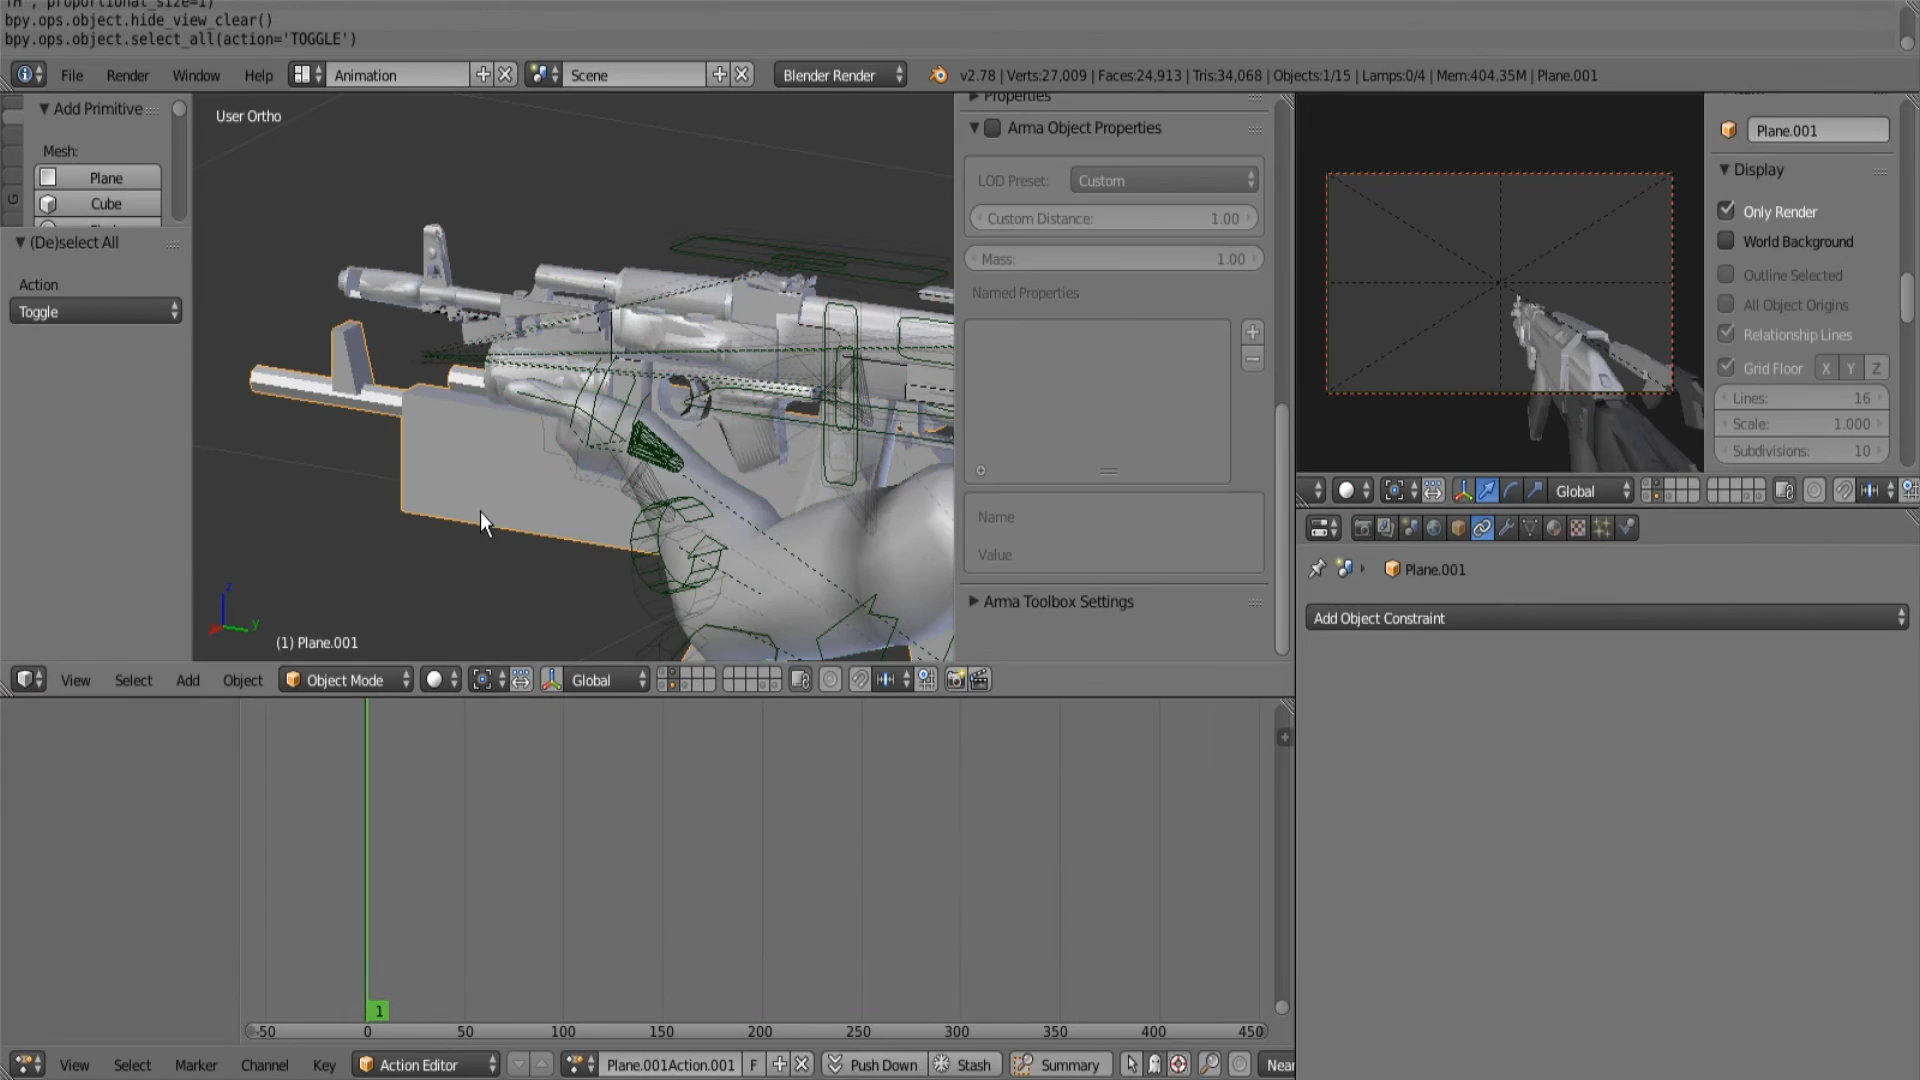 TH', proportional_size=1)
bpy.ops.object.hide_view_clear()
bpy.ops.object.select_all(action='TOGGLE')
File Render Window Help Animation Scene Blender Render v2.78 | Verts:27,009 | Faces:24,913 | Tris:34,068 | Objects:1/15 | Lamps:0/4 | Mem:404.35M | Plane.001
Add Primitive
Mesh:
Plane
Cube
G
(De)select All
Action
Toggle
User Ortho
z
y
(1) Plane.001
Properties
Arma Object Properties
LOD Preset: Custom
Custom Distance: 1.00
Mass: 1.00
Named Properties
Name
Value
Arma Toolbox Settings
Plane.001
Display
Only Render
World Background
Outline Selected
All Object Origins
Relationship Lines
Grid Floor X Y Z
Lines: 16
Scale: 1.000
Subdivisions: 10
Global
Plane.001
Add Object Constraint
View Select Add Object Object Mode Global
1
-50 0 50 100 150 200 250 300 350 400 450
View Select Marker Channel Key Action Editor Plane.001Action.001 F Push Down Stash Summary Nea